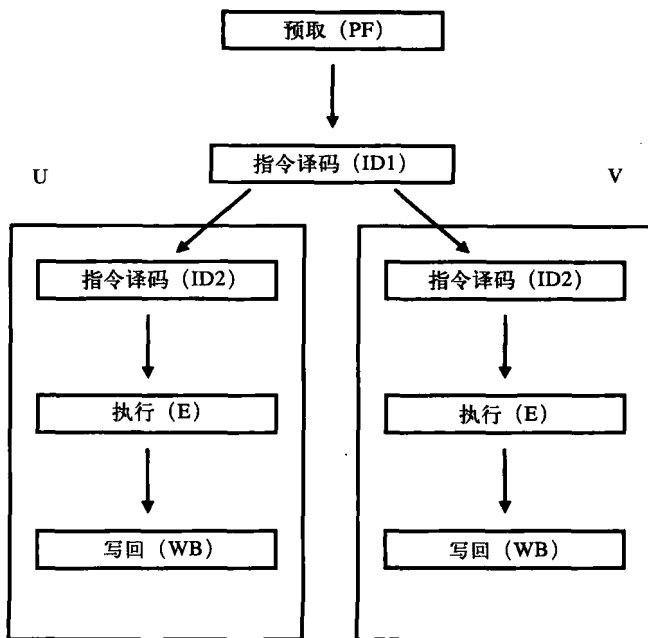 预取（PF）
指令译码（ID1）
U
V
指令译码（ID2）
指令译码（ID2）
执行（E）
执行（E）
写回（WB）
写回（WB）